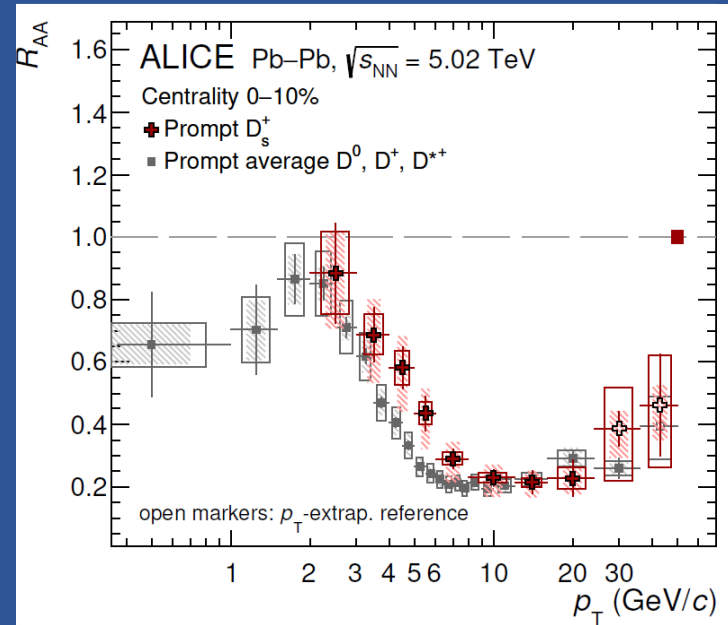 R_AA
1.6
1.4
1.2
1.0
0.8
0.6
0.4
0.2
ALICE Pb–Pb, √s_NN = 5.02 TeV
Centrality 0–10%
Prompt D_s^+
Prompt average D^0, D^+, D^*+
open markers: p_T-extrap. reference
1 2 3 4 5 6 10 20 30
p_T (GeV/c)